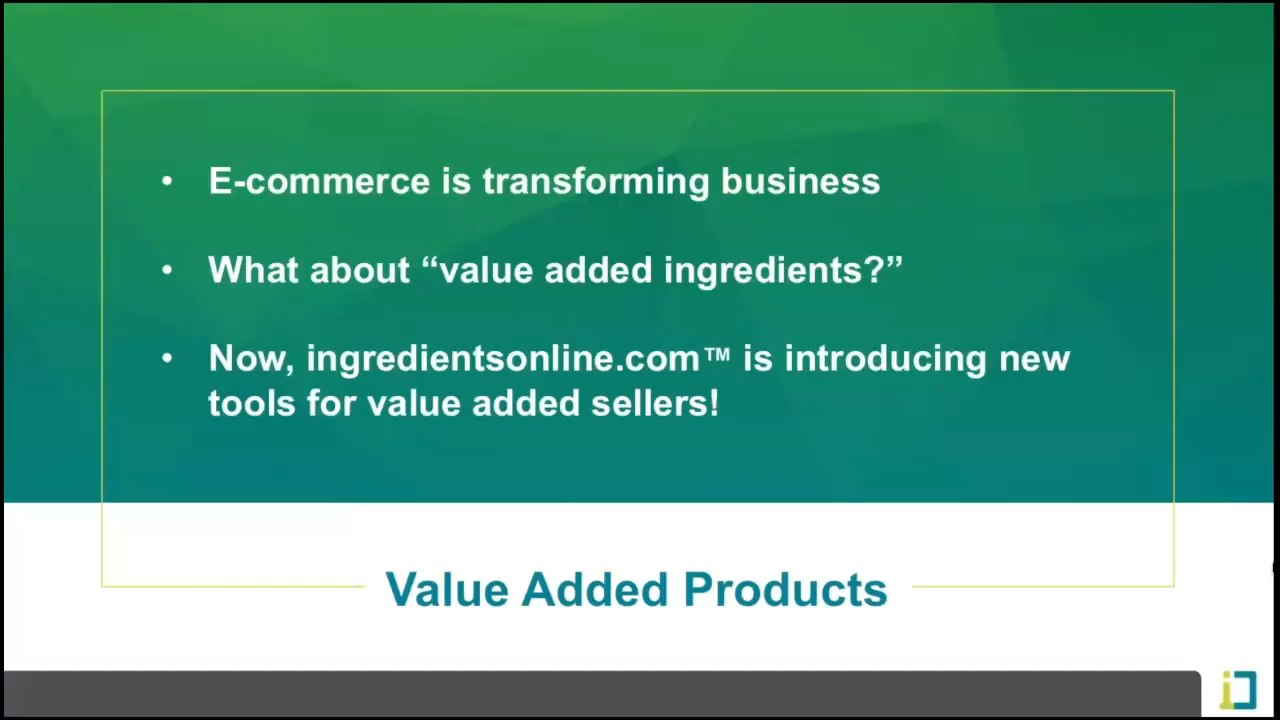 • E-commerce is transforming business
• What about “value added ingredients?”
• Now, ingredientsonline.com™ is introducing new
tools for value added sellers!
Value Added Products